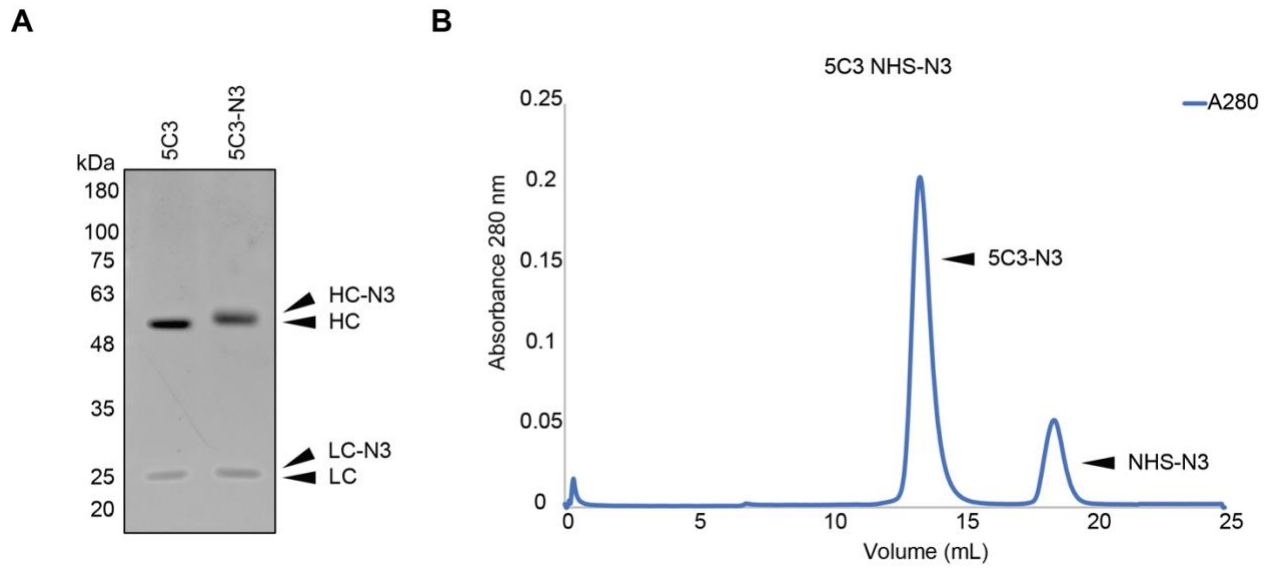 A
5C3
5C3-N3
kDa
180
100
75
63
48
35
25
20
HC-N3
HC
LC-N3
LC
B
5C3 NHS-N3
A280
Absorbance 280 nm
0.25
0.2
0.15
0.1
0.05
0
5C3-N3
NHS-N3
0 5 10 15 20 25
Volume (mL)